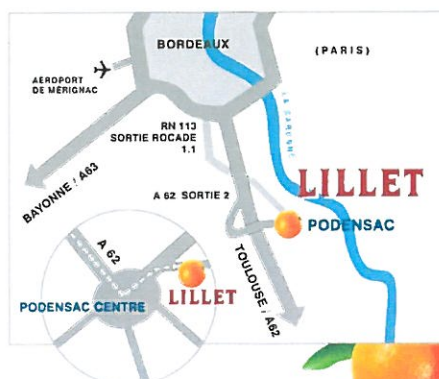 BORDEAUX
(PARIS)
AEROPORT
DE MÉRIGNAC
LA GARONNE
RN 113
SORTIE ROCADE
1.1
BAYONNE / A63
A 62 SORTIE 2
LILLET
PODENSAC
A 62
TOULOUSE / A62
LILLET
PODENSAC CENTRE